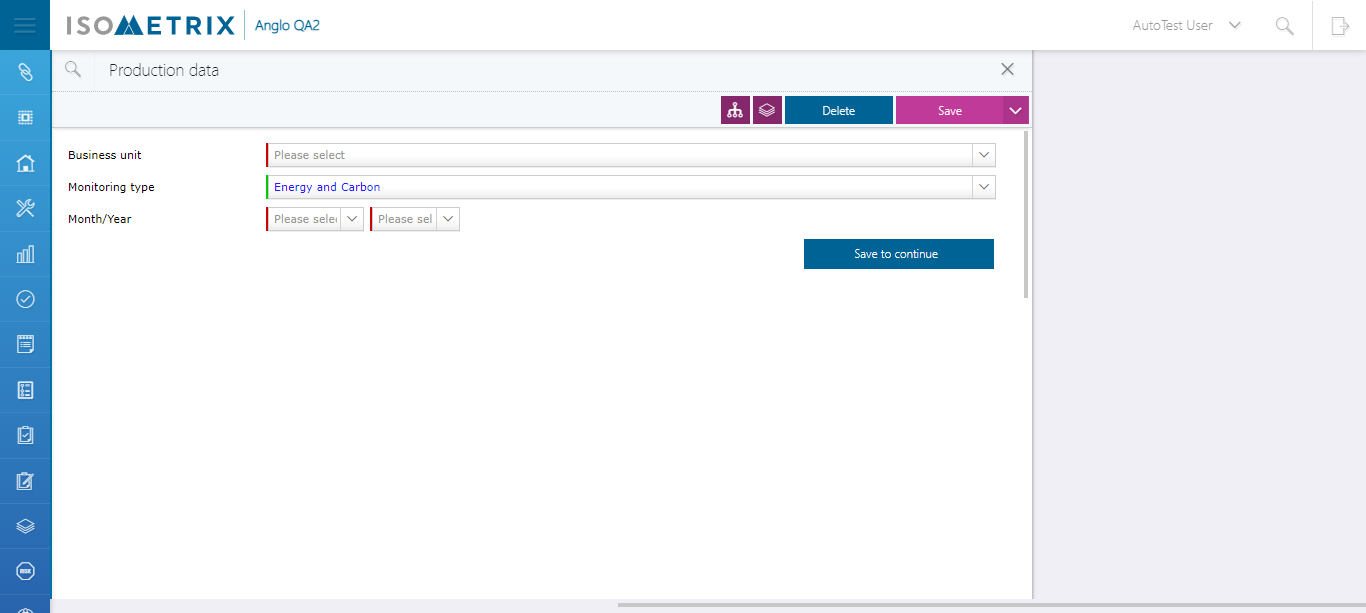 ISOMETRIX Anglo QA2 AutoTest User
Production data
Delete Save
Business unit Please select
Monitoring type Energy and Carbon
Month/Year Please selec Please sel
Save to continue
RISK